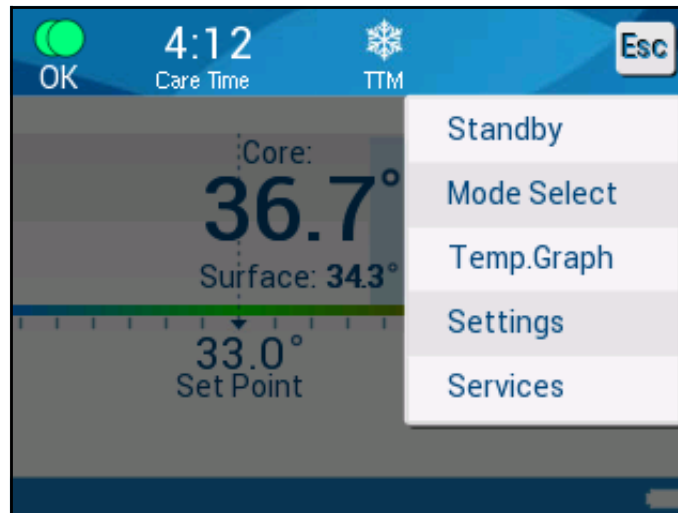 OK
4:12
Care Time
TTM
Esc
Core:
36.7°
Surface: 34.3°
33.0°
Set Point
Standby
Mode Select
Temp.Graph
Settings
Services